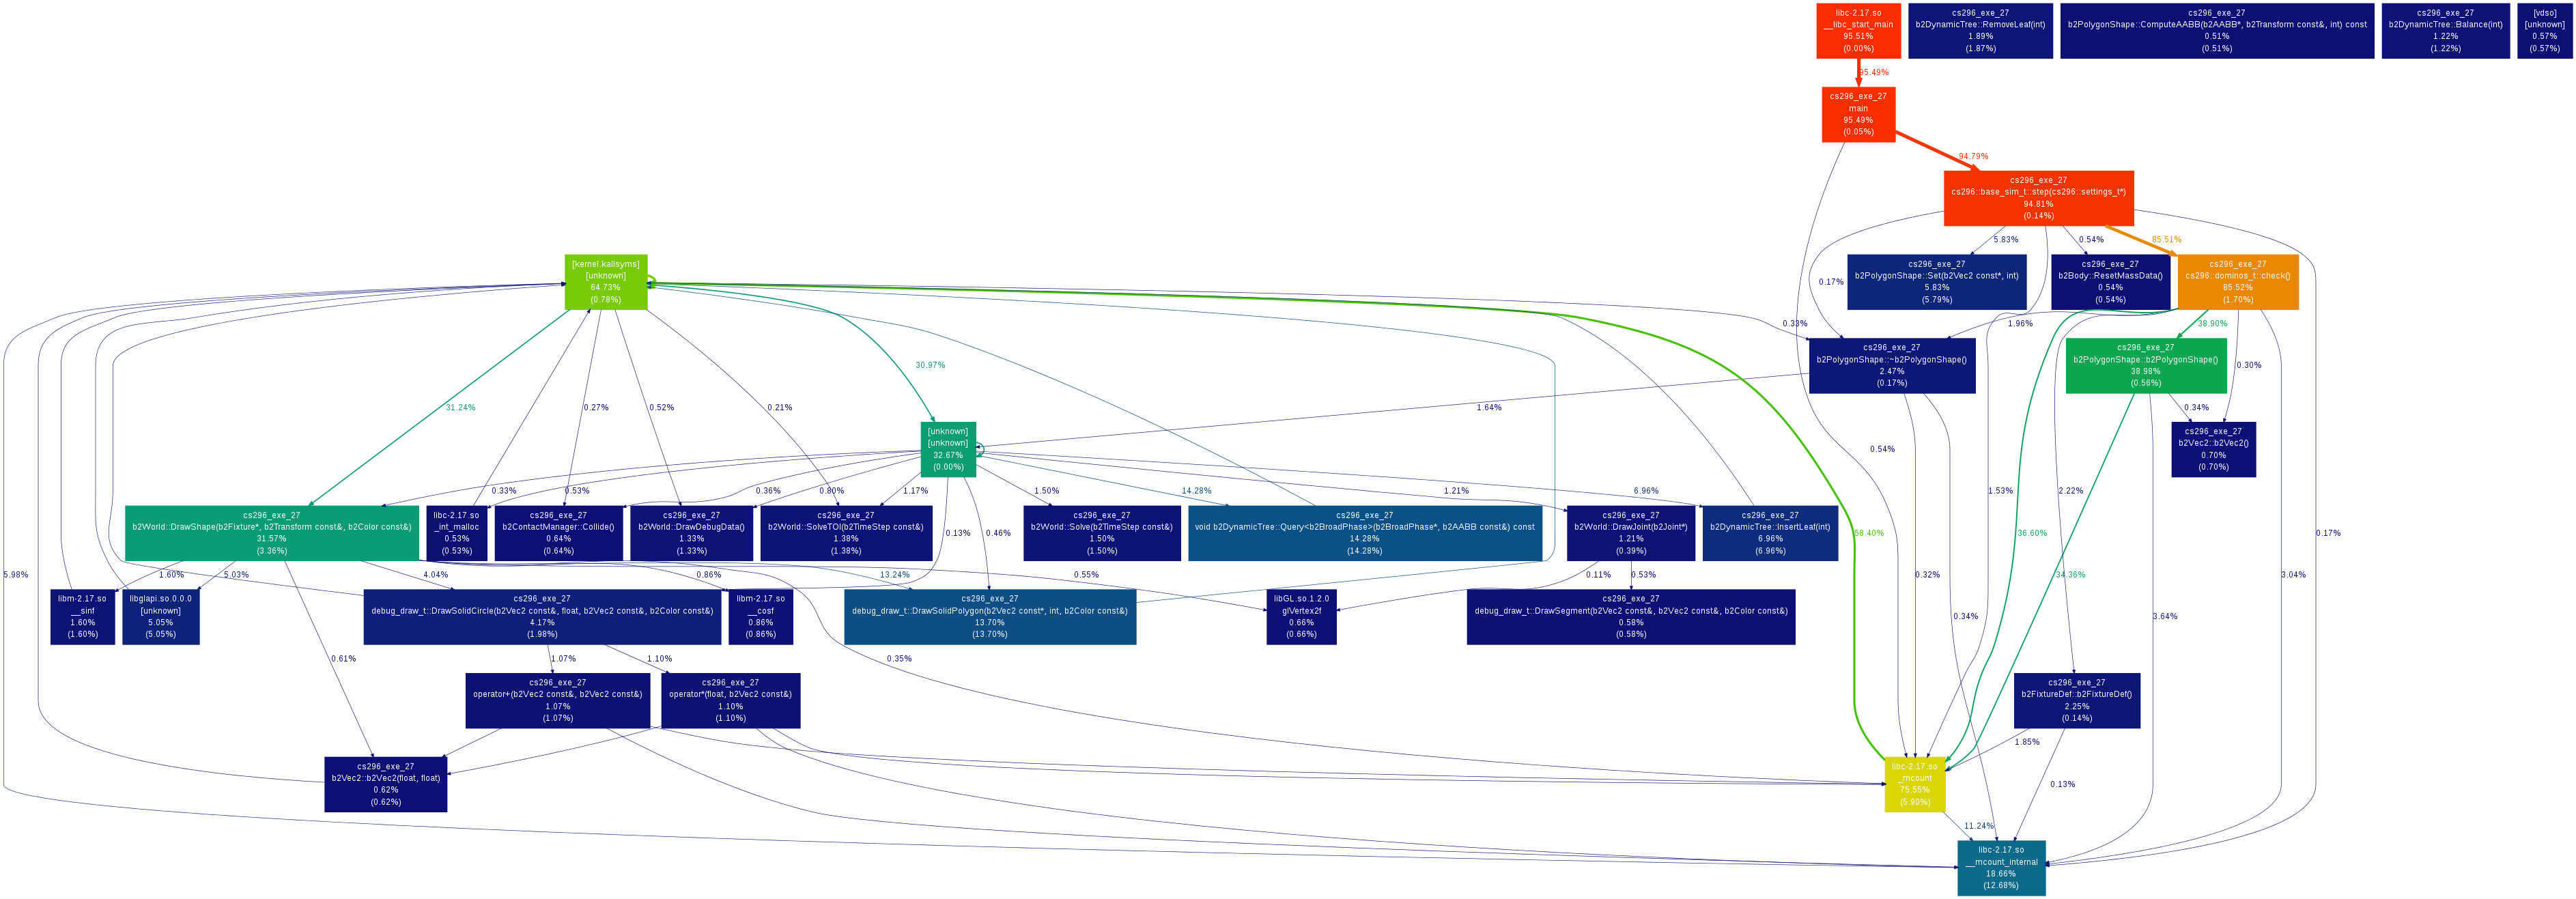 libc-2.17.so
__libc_start_main
95.51%
(0.00%)
cs296_exe_27
b2DynamicTree::RemoveLeaf(int)
1.89%
(1.87%)
cs296_exe_27
b2PolygonShape::ComputeAABB(b2AABB*, b2Transform const&, int) const
0.51%
(0.51%)
cs296_exe_27
b2DynamicTree::Balance(int)
1.22%
(1.22%)
[vdso]
[unknown]
0.57%
(0.57%)
95.49%
cs296_exe_27
main
95.49%
(0.05%)
94.79%
cs296_exe_27
cs296::base_sim_t::step(cs296::settings_t*)
94.81%
(0.14%)
5.83%
0.54%
85.51%
0.17%
[kernel.kallsyms]
[unknown]
64.73%
(0.78%)
cs296_exe_27
b2PolygonShape::Set(b2Vec2 const*, int)
5.83%
(5.79%)
cs296_exe_27
b2Body::ResetMassData()
0.54%
(0.54%)
cs296_exe_27
cs296::dominos_t::check()
85.52%
(1.70%)
0.33%
1.96%
38.90%
cs296_exe_27
b2PolygonShape::~b2PolygonShape()
2.47%
(0.17%)
cs296_exe_27
b2PolygonShape::b2PolygonShape()
38.98%
(0.56%)
0.30%
30.97%
31.24%
0.27%
0.52%
0.21%
1.64%
0.34%
[unknown]
[unknown]
32.67%
(0.00%)
cs296_exe_27
b2Vec2::b2Vec2()
0.70%
(0.70%)
0.54%
0.33%
0.53%
0.36%
0.80%
1.17%
1.50%
14.28%
1.21%
6.96%
1.53%
2.22%
cs296_exe_27
b2World::DrawShape(b2Fixture*, b2Transform const&, b2Color const&)
31.57%
(3.36%)
libc-2.17.so
_int_malloc
0.53%
(0.53%)
cs296_exe_27
b2ContactManager::Collide()
0.64%
(0.64%)
cs296_exe_27
b2World::DrawDebugData()
1.33%
(1.33%)
cs296_exe_27
b2World::SolveTOI(b2TimeStep const&)
1.38%
(1.38%)
0.13%
0.46%
cs296_exe_27
b2World::Solve(b2TimeStep const&)
1.50%
(1.50%)
cs296_exe_27
void b2DynamicTree::Query<b2BroadPhase>(b2BroadPhase*, b2AABB const&) const
14.28%
(14.28%)
cs296_exe_27
b2World::DrawJoint(b2Joint*)
1.21%
(0.39%)
cs296_exe_27
b2DynamicTree::InsertLeaf(int)
6.96%
(6.96%)
58.40%
36.60%
0.17%
5.98%
1.60%
5.03%
4.04%
0.86%
13.24%
0.55%
0.11%
0.53%
0.32%
34.36%
3.04%
libm-2.17.so
__sinf
1.60%
(1.60%)
libglapi.so.0.0.0
[unknown]
5.05%
(5.05%)
cs296_exe_27
debug_draw_t::DrawSolidCircle(b2Vec2 const&, float, b2Vec2 const&, b2Color const&)
4.17%
(1.98%)
libm-2.17.so
__cosf
0.86%
(0.86%)
cs296_exe_27
debug_draw_t::DrawSolidPolygon(b2Vec2 const*, int, b2Color const&)
13.70%
(13.70%)
libGL.so.1.2.0
glVertex2f
0.66%
(0.66%)
cs296_exe_27
debug_draw_t::DrawSegment(b2Vec2 const&, b2Vec2 const&, b2Color const&)
0.58%
(0.58%)
0.34%
3.64%
0.61%
1.07%
1.10%
0.35%
cs296_exe_27
operator+(b2Vec2 const&, b2Vec2 const&)
1.07%
(1.07%)
cs296_exe_27
operator*(float, b2Vec2 const&)
1.10%
(1.10%)
cs296_exe_27
b2FixtureDef::b2FixtureDef()
2.25%
(0.14%)
1.85%
cs296_exe_27
b2Vec2::b2Vec2(float, float)
0.62%
(0.62%)
libc-2.17.so
_mcount
75.55%
(5.90%)
0.13%
11.24%
libc-2.17.so
__mcount_internal
18.66%
(12.68%)